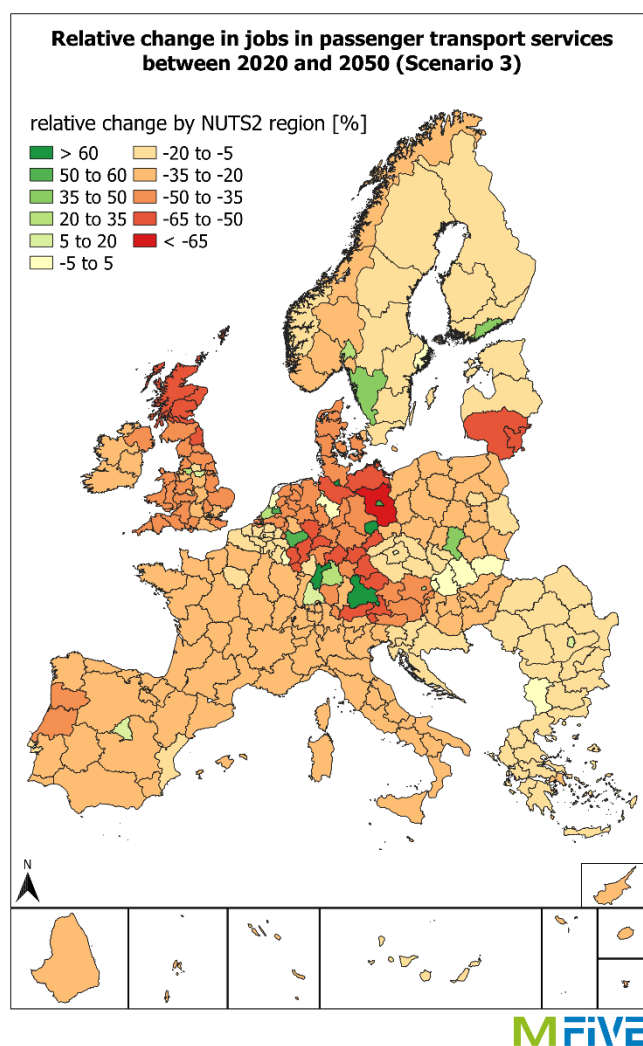 Relative change in jobs in passenger transport services
between 2020 and 2050 (Scenario 3)
relative change by NUTS2 region [%]
> 60
50 to 60
35 to 50
20 to 35
5 to 20
-5 to 5
-20 to -5
-35 to -20
-50 to -35
-65 to -50
< -65
N
MFIVE